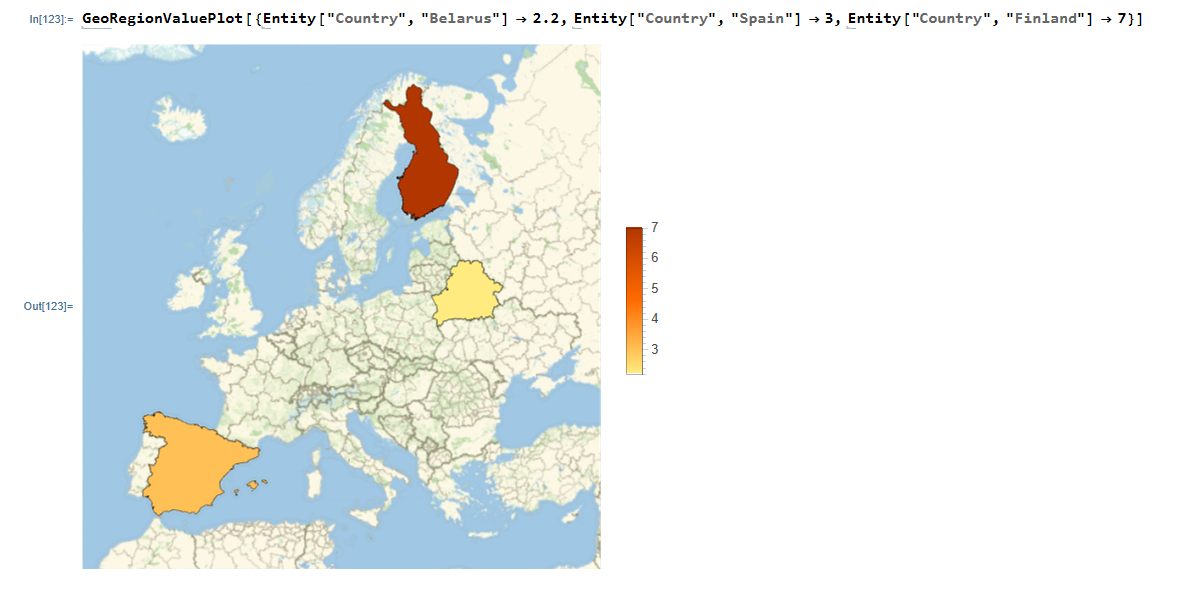 In[123]:= GeoRegionValuePlot[{Entity["Country", "Belarus"] → 2.2, Entity["Country", "Spain"] → 3, Entity["Country", "Finland"] → 7}]
7
6
5
Out[123]=
4
3